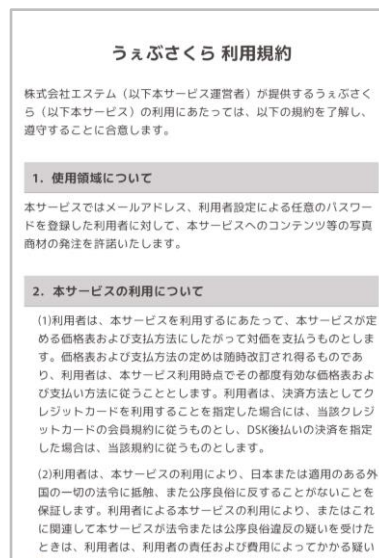 うぇぶさくら 利用規約
株式会社エステム（以下本サービス運営者）が提供するうぇぶさく
ら（以下本サービス）の利用にあたっては、以下の規約を了解し、
遵守することに合意します。
1. 使用領域について
本サービスではメールアドレス、利用者設定による任意のパスワー
ドを登録した利用者に対して、本サービスへのコンテンツ等の写真
商材の発注を許諾いたします。
2. 本サービスの利用について
(1)利用者は、本サービスを利用するにあたって、本サービスが定
める価格表および支払方法にしたがって対価を支払うものとしま
す。価格表および支払方法の定めは随時改訂され得るものであ
り、利用者は、本サービス利用時点でその都度有効な価格表およ
び支払い方法に従うこととします。利用者は、決済方法としてク
レジットカードを利用することを指定した場合には、当該クレジ
ットカードの会員規約に従うものとし、DSK後払いの決済を指定
した場合は、当該規約に従うものとします。
(2)利用者は、本サービスの利用により、日本または適用のある外
国の一切の法令に抵触、また公序良俗に反することがないことを
保証します。利用者による本サービスの利用により、またはこれ
に関連して本サービスが法令または公序良俗違反の疑いを受けた
ときは、利用者は、利用者の責任および費用によってかかる疑い